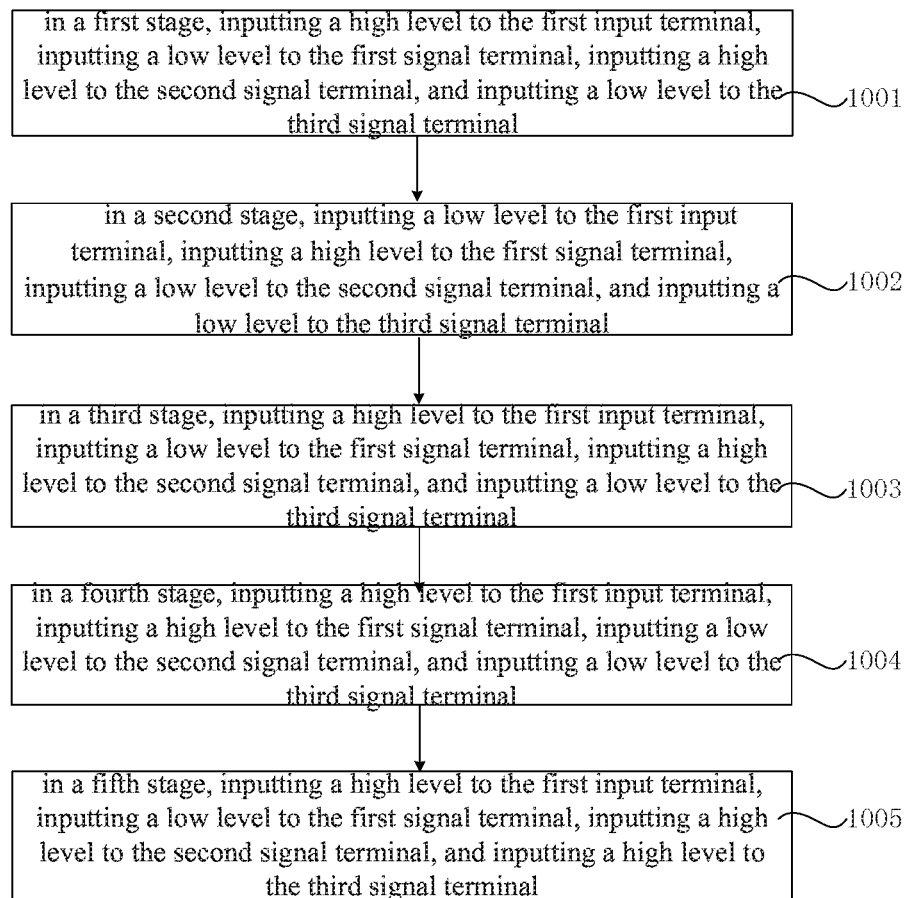 in a first stage, inputting a high level to the first input terminal,
inputting a low level to the first signal terminal, inputting a high
level to the second signal terminal, and inputting a low level to the
third signal terminal
1001
in a second stage, inputting a low level to the first input
terminal, inputting a high level to the first signal terminal,
inputting a low level to the second signal terminal, and inputting a
low level to the third signal terminal
1002
in a third stage, inputting a high level to the first input terminal,
inputting a low level to the first signal terminal, inputting a high
level to the second signal terminal, and inputting a low level to the
third signal terminal
1003
in a fourth stage, inputting a high level to the first input terminal,
inputting a high level to the first signal terminal, inputting a low
level to the second signal terminal, and inputting a low level to the
third signal terminal
1004
in a fifth stage, inputting a high level to the first input terminal,
inputting a low level to the first signal terminal, inputting a high
level to the second signal terminal, and inputting a high level to
the third signal terminal
1005